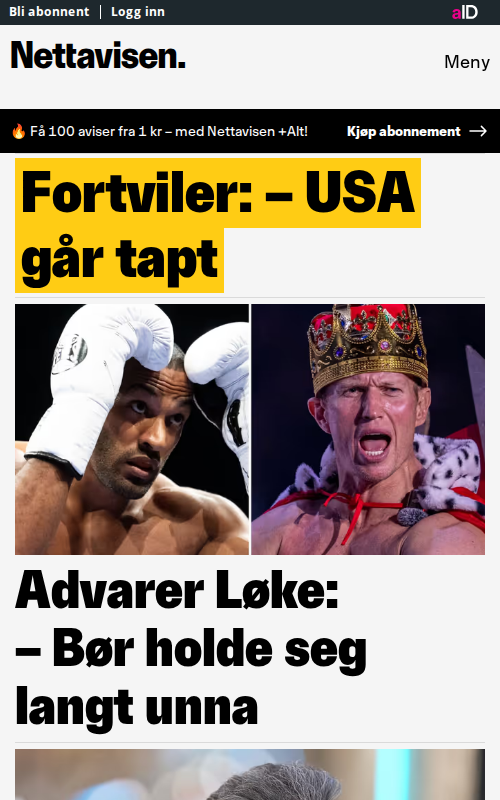 Bli abonnent Logg inn
aID
Nettavisen.
Meny
🔥 Få 100 aviser fra 1 kr – med Nettavisen +Alt! Kjøp abonnement →
Fortviler: – USA
går tapt
Advarer Løke:
– Bør holde seg
langt unna